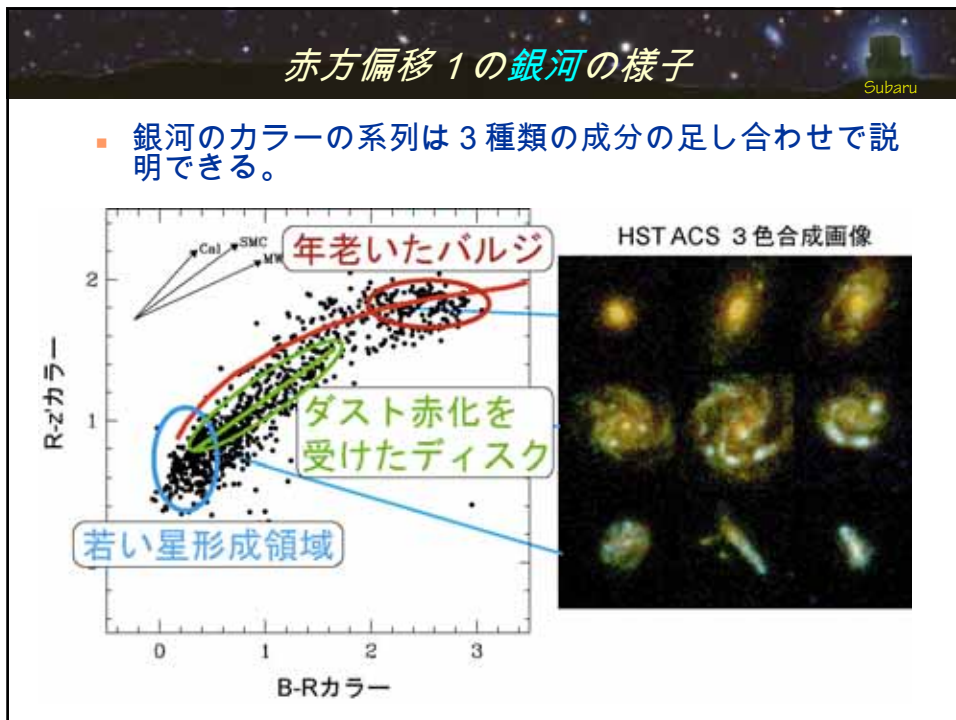 赤方偏移1の銀河の様子
Subaru
銀河のカラーの系列は3種類の成分の足し合わせで説
明できる。
HST ACS 3色合成画像
Cal
SMC
年老いたバルジ
ダスト赤化を
受けたディスク
若い星形成領域
R-z'カラー
2
1
0 1 2 3
B-Rカラー